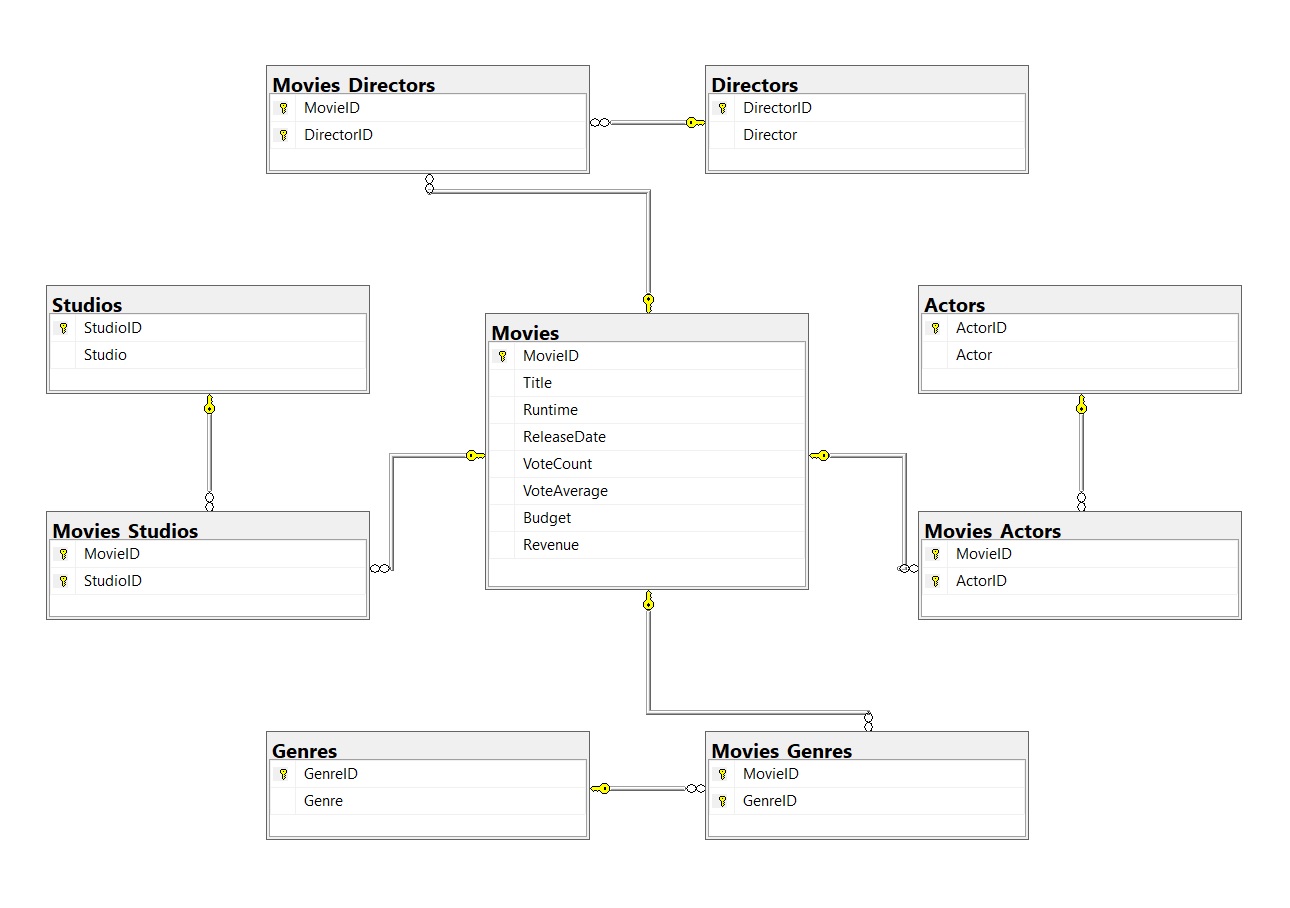 Movies_Directors
MovieID
DirectorID
Directors
DirectorID
Director
Studios
StudioID
Studio
Movies
MovieID
Title
Runtime
ReleaseDate
VoteCount
VoteAverage
Budget
Revenue
Actors
ActorID
Actor
Movies_Studios
MovieID
StudioID
Movies_Actors
MovieID
ActorID
Genres
GenreID
Genre
Movies_Genres
MovieID
GenreID